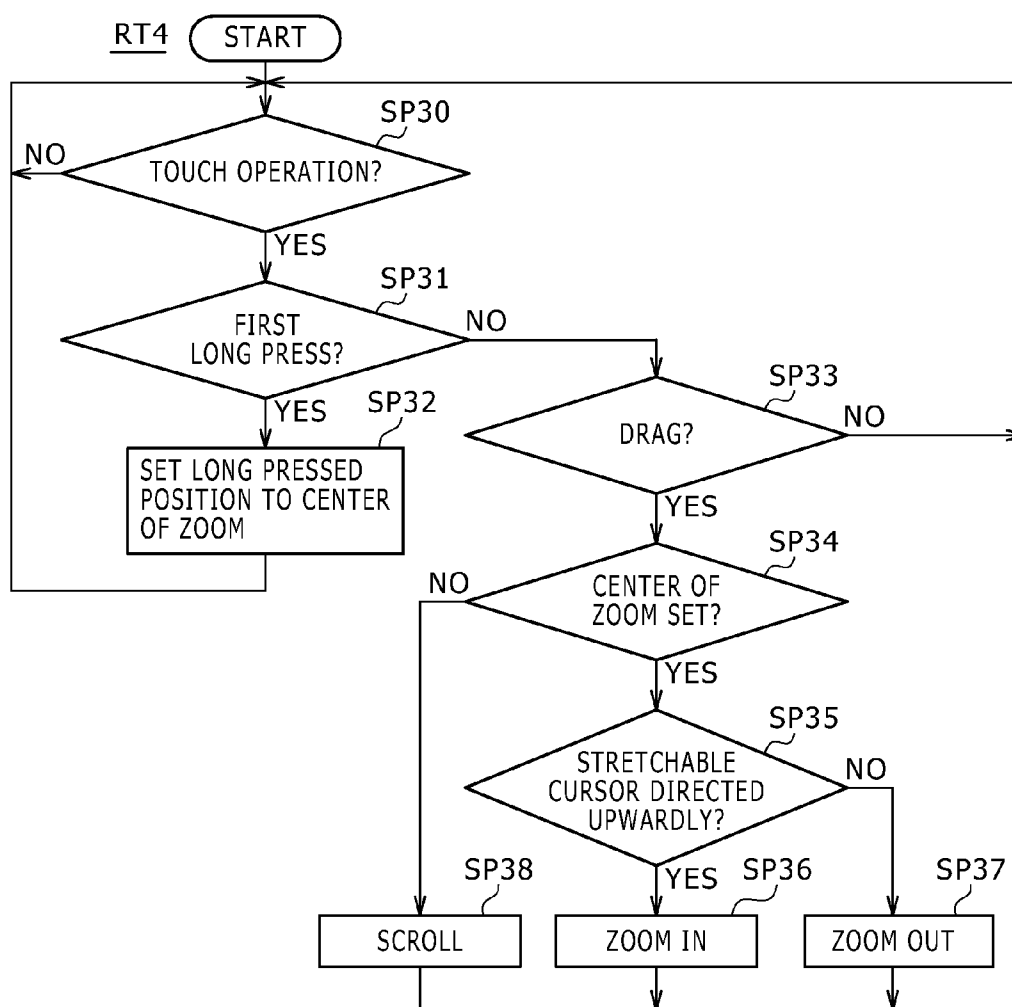 RT4
START
SP30
NO
TOUCH OPERATION?
YES
SP31
NO
FIRST
LONG PRESS?
YES
SP32
SET LONG PRESSED
POSITION TO CENTER
OF ZOOM
SP33
NO
DRAG?
YES
SP34
NO
CENTER OF
ZOOM SET?
YES
SP35
NO
STRETCHABLE
CURSOR DIRECTED
UPWARDLY?
YES
SP38
SCROLL
SP36
ZOOM IN
SP37
ZOOM OUT